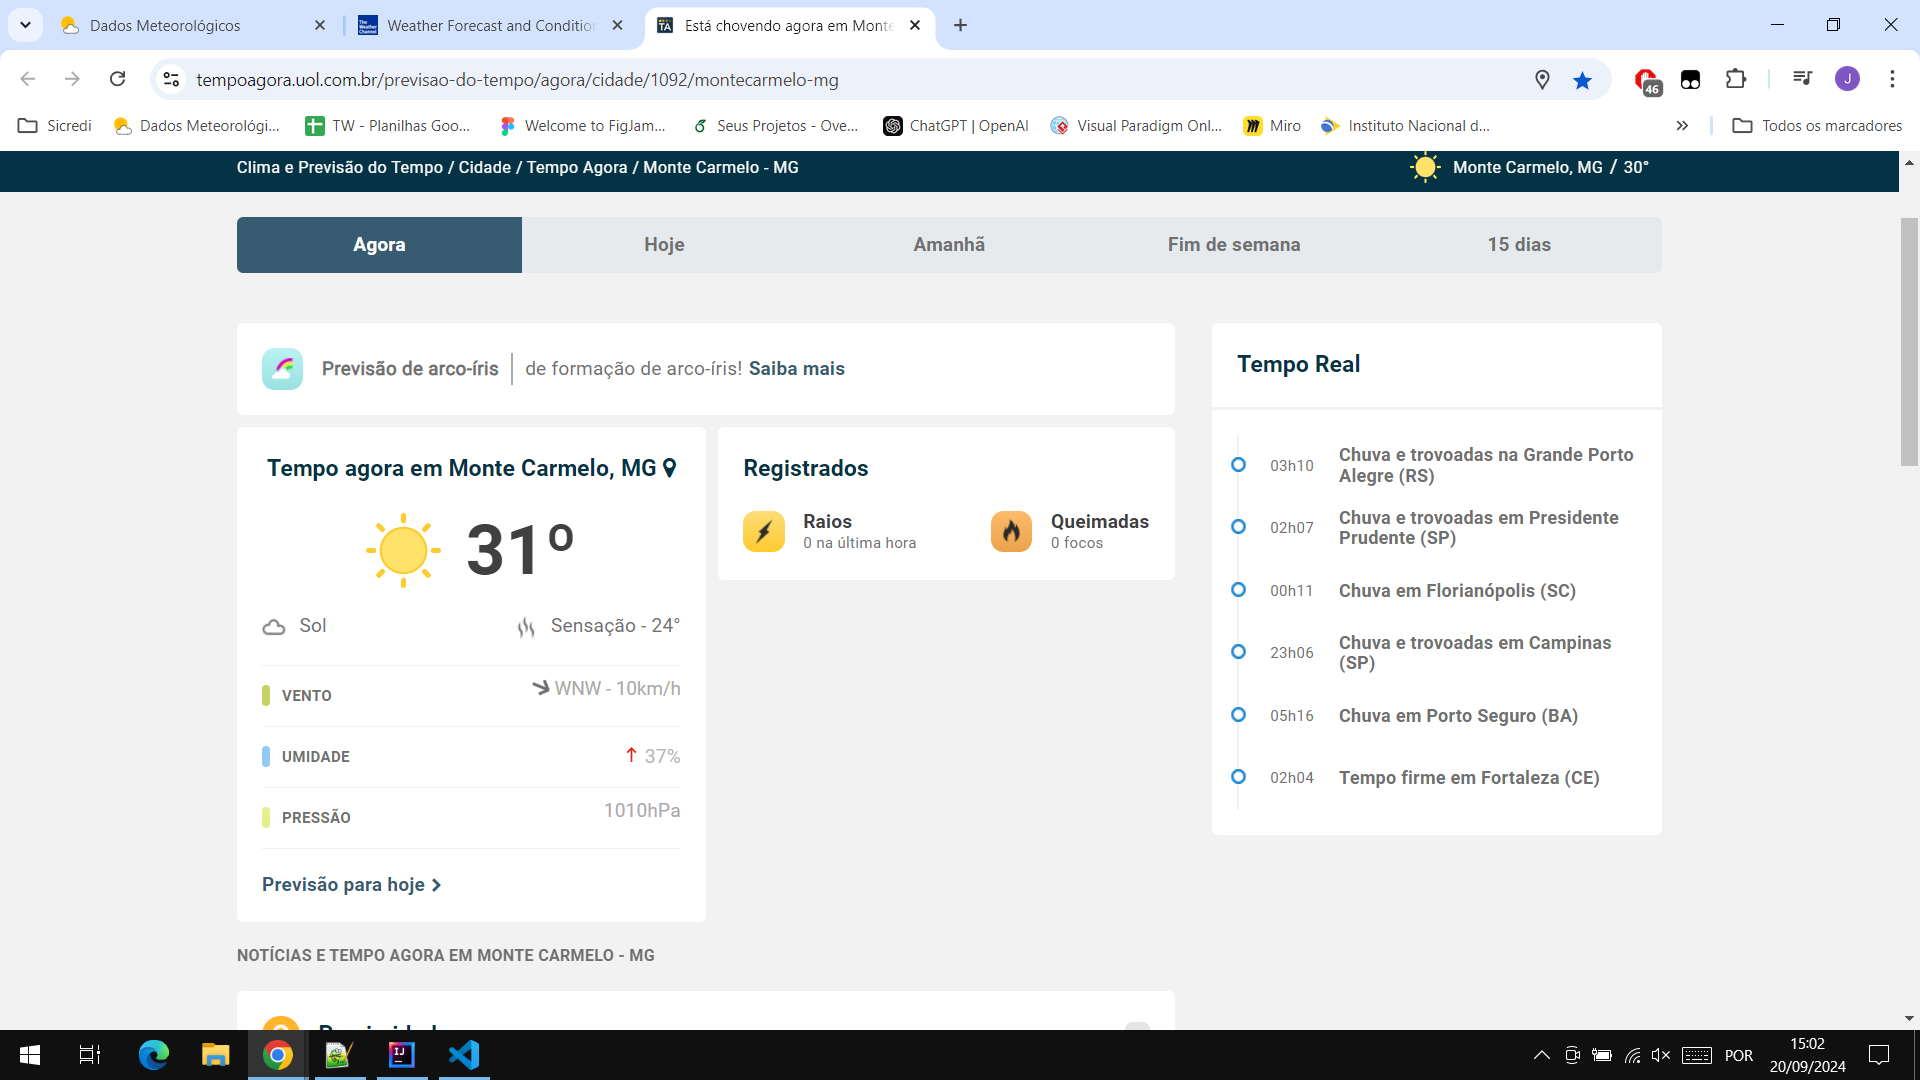 Dados Meteorológicos
Weather Forecast and Conditio
Está chovendo agora em Monte
tempoagora.uol.com.br/previsao-do-tempo/agora/cidade/1092/montecarmelo-mg
46
J
Sicredi
Dados Meteorológi...
TW - Planilhas Goo...
Welcome to FigJam...
Seus Projetos - Ove...
ChatGPT | OpenAI
Visual Paradigm Onl...
Miro
Instituto Nacional d...
Todos os marcadores
Clima e Previsão do Tempo / Cidade / Tempo Agora / Monte Carmelo - MG
Monte Carmelo, MG / 30°
Agora
Hoje
Amanhã
Fim de semana
15 dias
Previsão de arco-íris
de formação de arco-íris! Saiba mais
Tempo agora em Monte Carmelo, MG
31º
Sol
Sensação - 24°
VENTO
WNW - 10km/h
UMIDADE
37%
PRESSÃO
1010hPa
Previsão para hoje
Registrados
Raios
0 na última hora
Queimadas
0 focos
Tempo Real
03h10
Chuva e trovoadas na Grande Porto
Alegre (RS)
02h07
Chuva e trovoadas em Presidente
Prudente (SP)
00h11
Chuva em Florianópolis (SC)
23h06
Chuva e trovoadas em Campinas
(SP)
05h16
Chuva em Porto Seguro (BA)
02h04
Tempo firme em Fortaleza (CE)
NOTÍCIAS E TEMPO AGORA EM MONTE CARMELO - MG
POR
15:02
20/09/2024